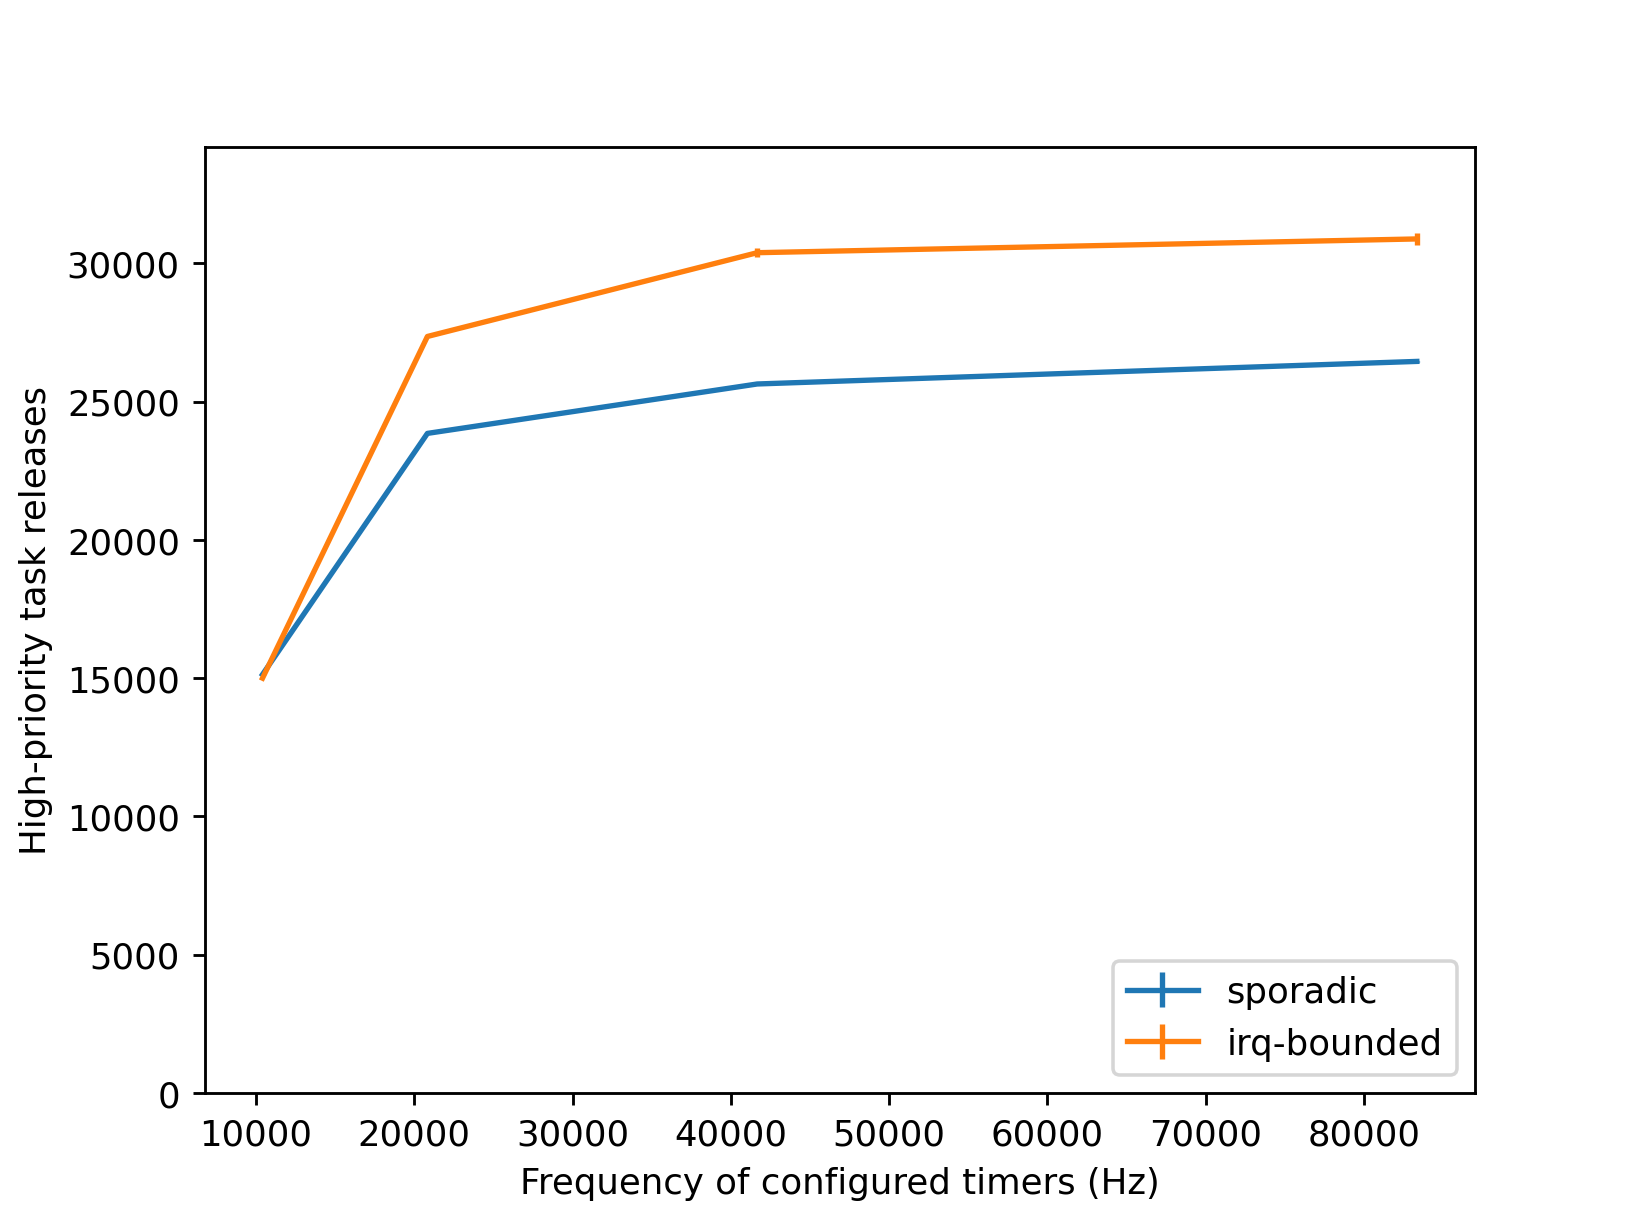 High-priority task releases
30000
25000
20000
15000
10000
5000
0
10000 20000 30000 40000 50000 60000 70000 80000
Frequency of configured timers (Hz)
sporadic
irq-bounded